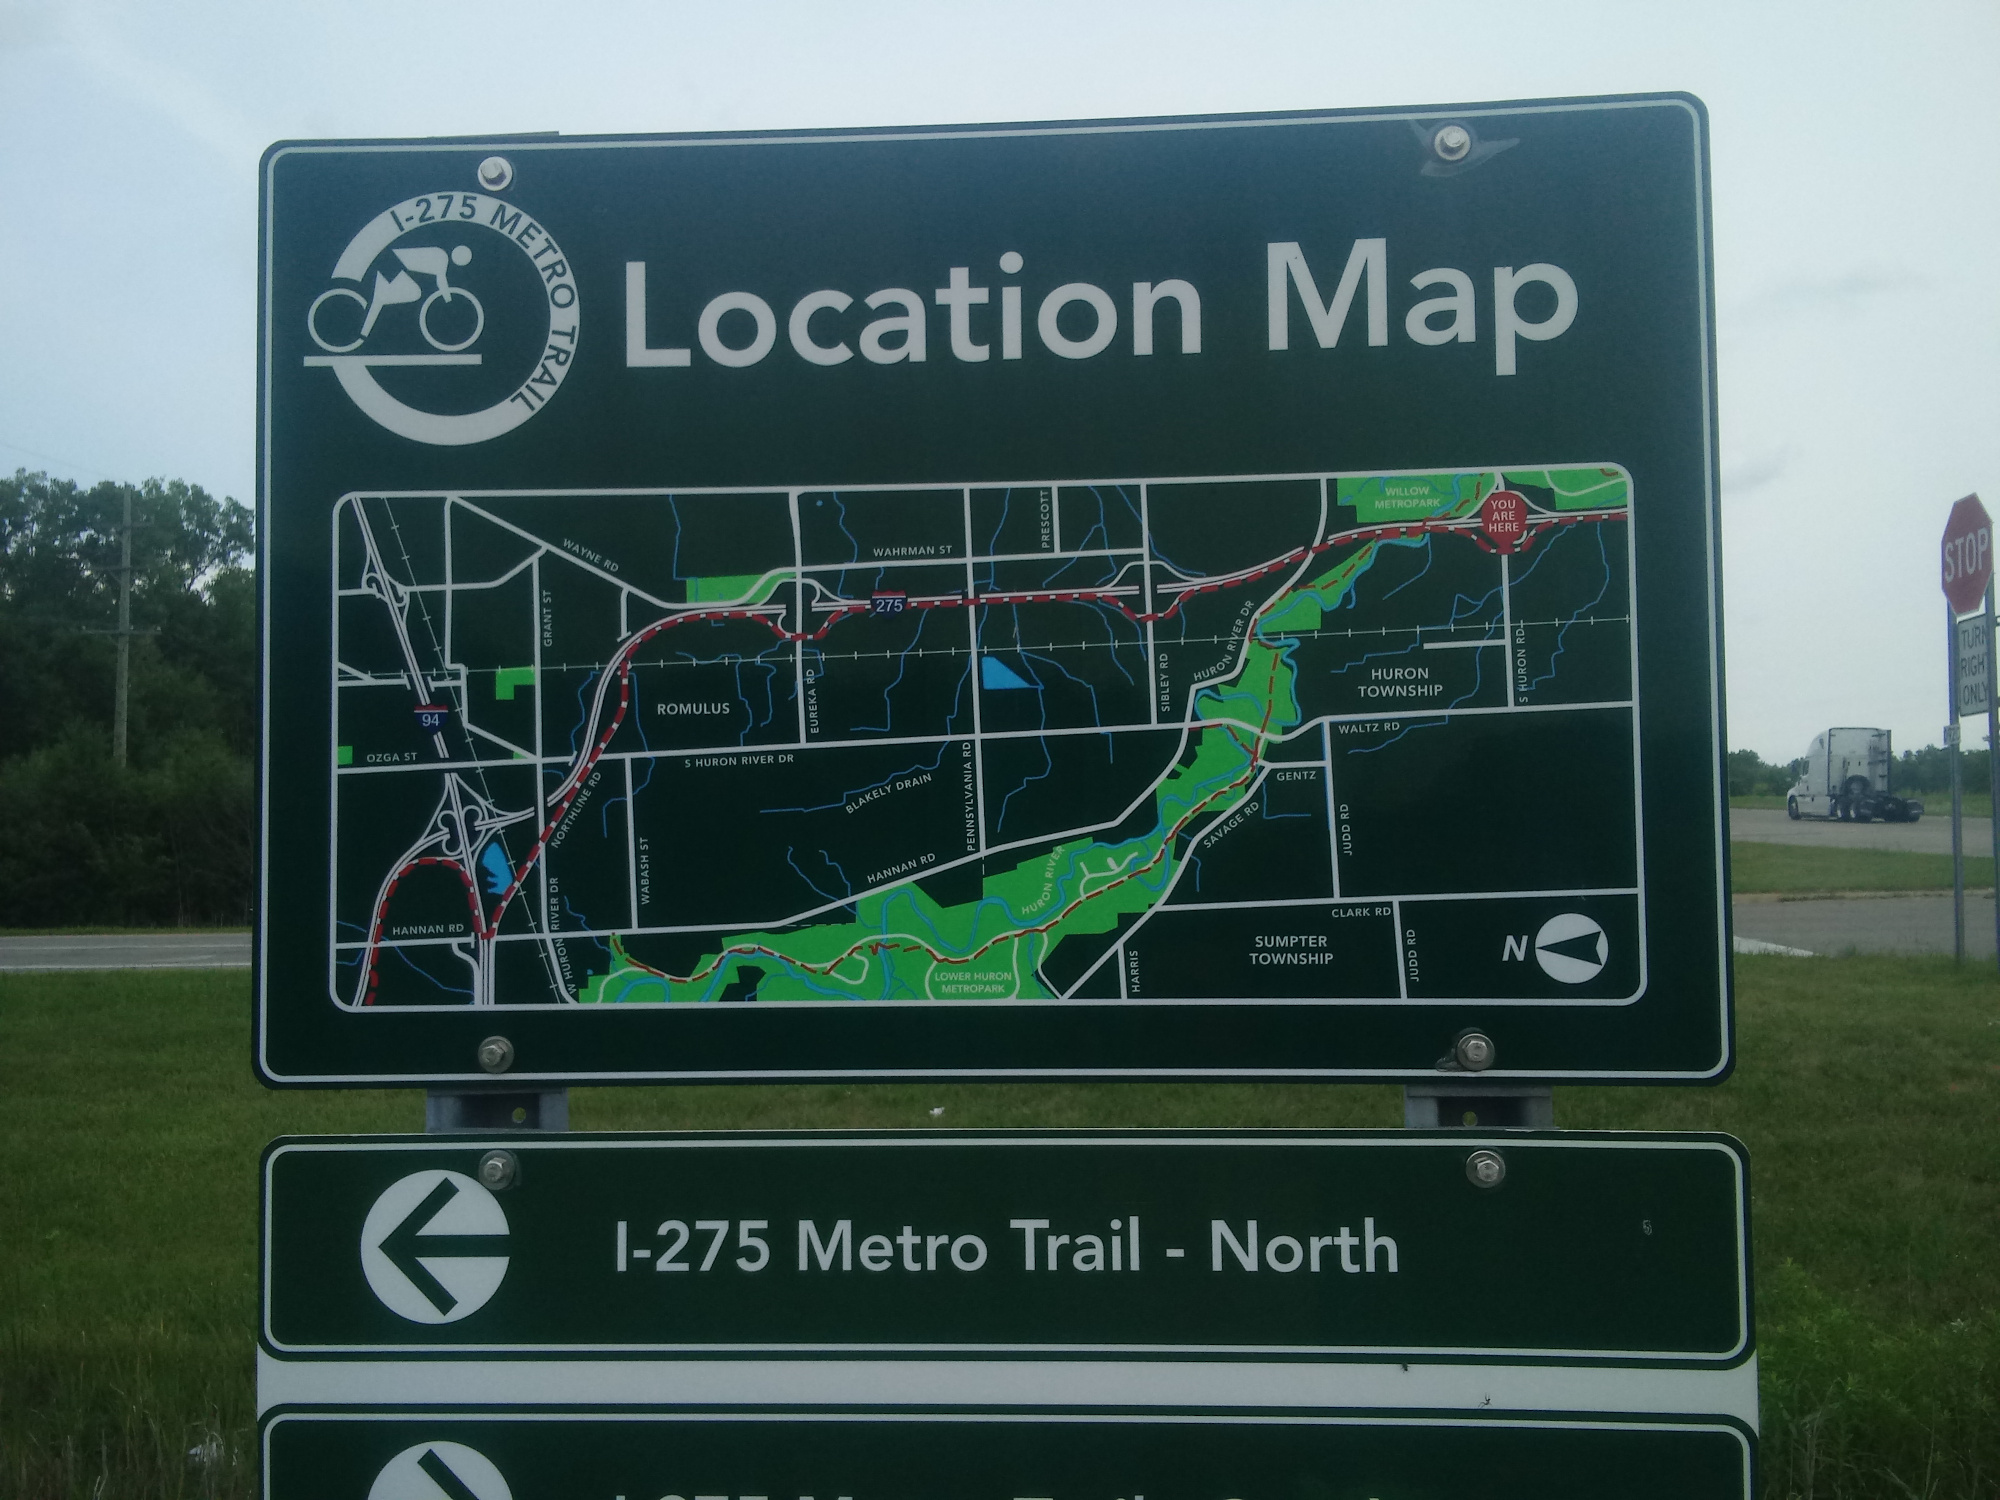 I-275 METRO TRAIL
Location Map
WILLOW
METROPARK
YOU
ARE
HERE
PRESCOTT
WAYNE RD
WAHRMAN ST
275
GRANT ST
HURON RIVER DR
SIBLEY RD
S HURON RD
HURON
TOWNSHIP
EUREKA RD
ROMULUS
94
WALTZ RD
OZGA ST
S HURON RIVER DR
GENTZ
BLAKELY DRAIN
PENNSYLVANIA RD
NORTHLINE RD
SAVAGE RD
JUDD RD
WABASH ST
HANNAN RD
HURON RIVER
CLARK RD
HANNAN RD
W HURON RIVER DR
SUMPTER
TOWNSHIP
JUDD RD
HARRIS
LOWER HURON
METROPARK
N
I-275 Metro Trail - North
STOP
TURN
RIGHT
ONLY